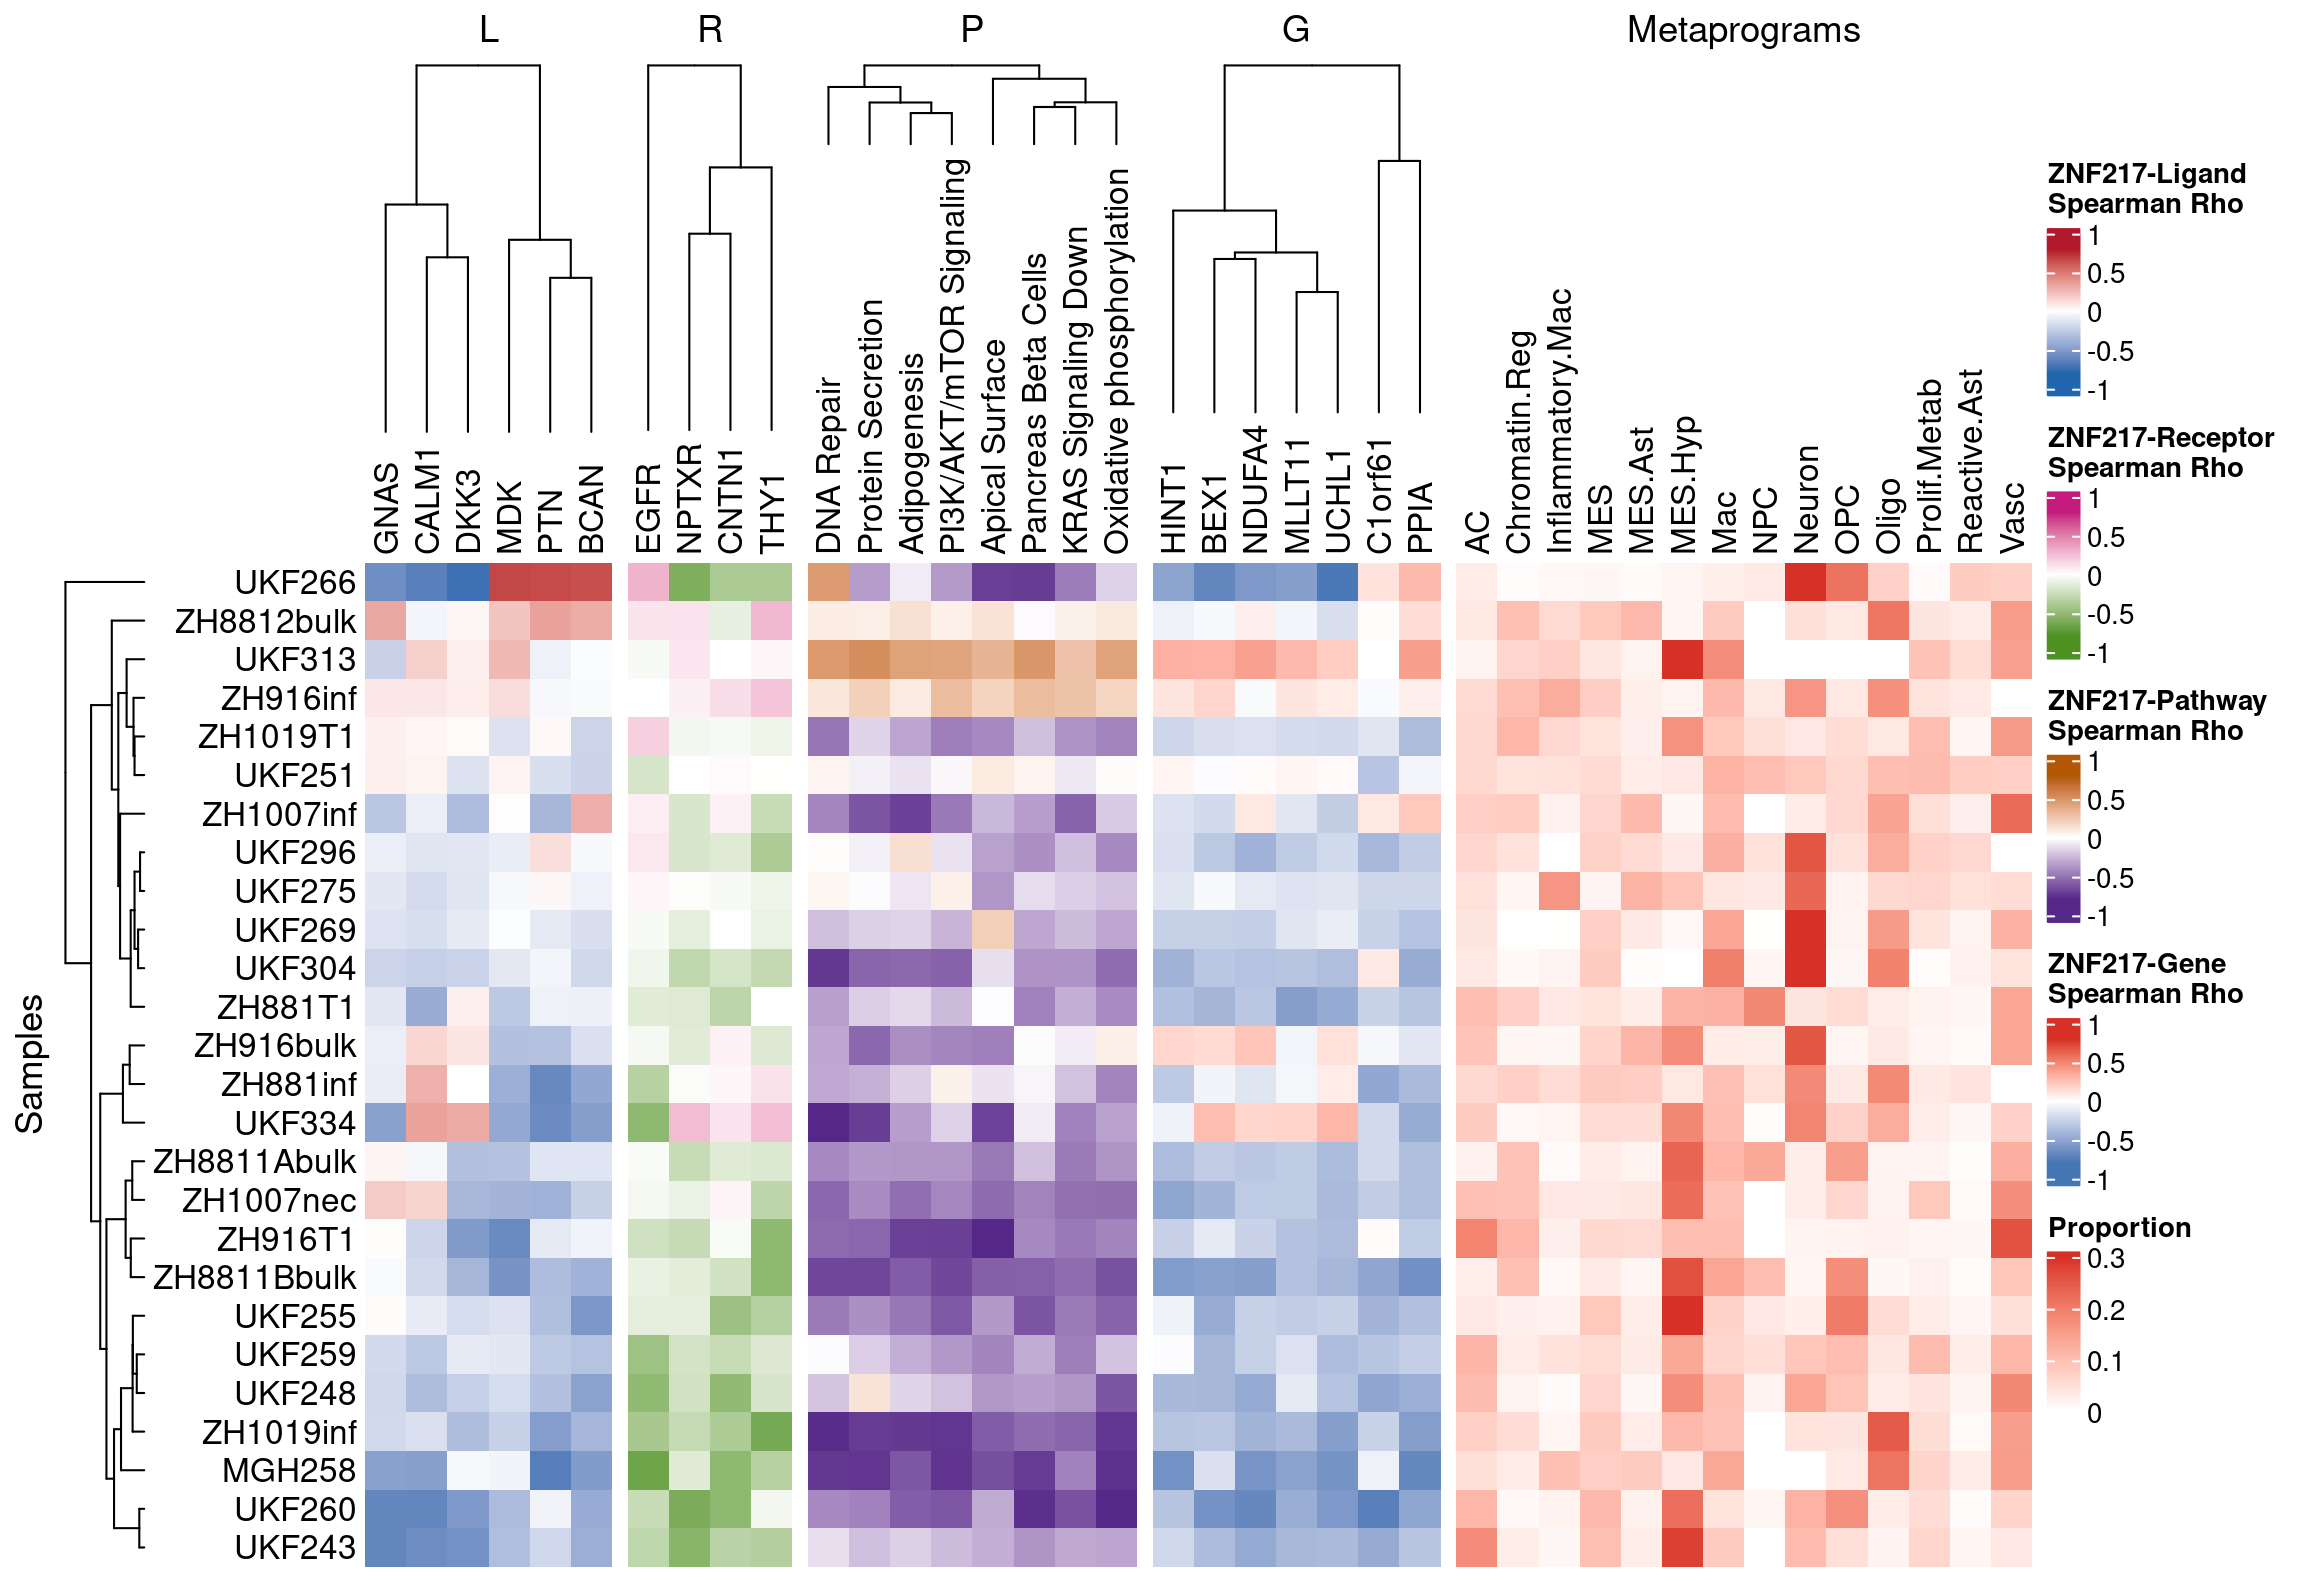 L
R
P
G
Metaprograms
GNAS
CALM1
DKK3
MDK
PTN
BCAN
EGFR
NPTXR
CNTN1
THY1
DNA Repair
Protein Secretion
Adipogenesis
PI3K/AKT/mTOR Signaling
Apical Surface
Pancreas Beta Cells
KRAS Signaling Down
Oxidative phosphorylation
HINT1
BEX1
NDUFA4
MLLT11
UCHL1
C1orf61
PPIA
AC
Chromatin.Reg
Inflammatory.Mac
MES
MES.Ast
MES.Hyp
Mac
NPC
Neuron
OPC
Oligo
Prolif.Metab
Reactive.Ast
Vasc
Samples
UKF266
ZH8812bulk
UKF313
ZH916inf
ZH1019T1
UKF251
ZH1007inf
UKF296
UKF275
UKF269
UKF304
ZH881T1
ZH916bulk
ZH881inf
UKF334
ZH8811Abulk
ZH1007nec
ZH916T1
ZH8811Bbulk
UKF255
UKF259
UKF248
ZH1019inf
MGH258
UKF260
UKF243
ZNF217-Ligand
Spearman Rho
1
0.5
0
-0.5
-1
ZNF217-Receptor
Spearman Rho
1
0.5
0
-0.5
-1
ZNF217-Pathway
Spearman Rho
1
0.5
0
-0.5
-1
ZNF217-Gene
Spearman Rho
1
0.5
0
-0.5
-1
Proportion
0.3
0.2
0.1
0